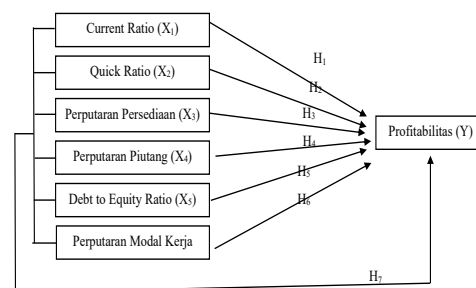 Current Ratio (X₁)
H₁
Quick Ratio (X₂)
H₂
Perputaran Persediaan (X₃)
H₃
Profitabilitas (Y)
Perputaran Piutang (X₄)
H₄
Debt to Equity Ratio (X₅)
H₅
H₆
Perputaran Modal Kerja
H₇